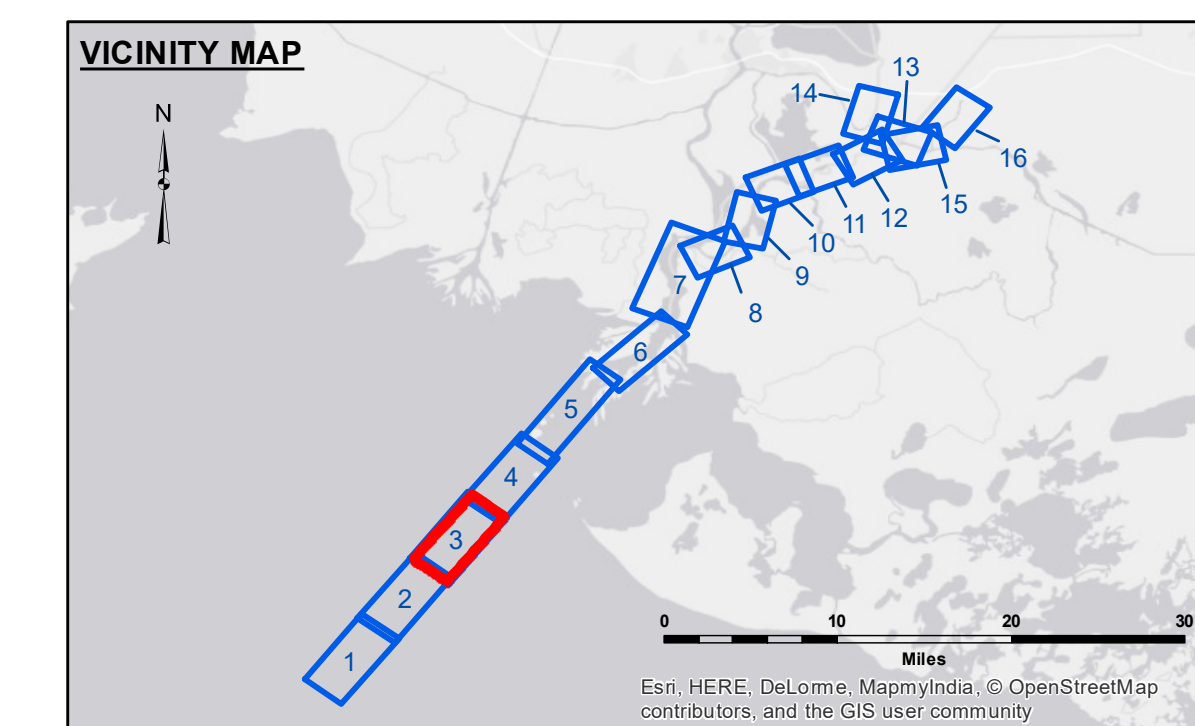 VICINITY MAP
N
13
14
16
15
12
11
10
9
8
7
6
5
4
3
2
1
0 10 20 30
Miles
Esri, HERE, DeLorme, MapmyIndia, © OpenStreetMap
contributors, and the GIS user community